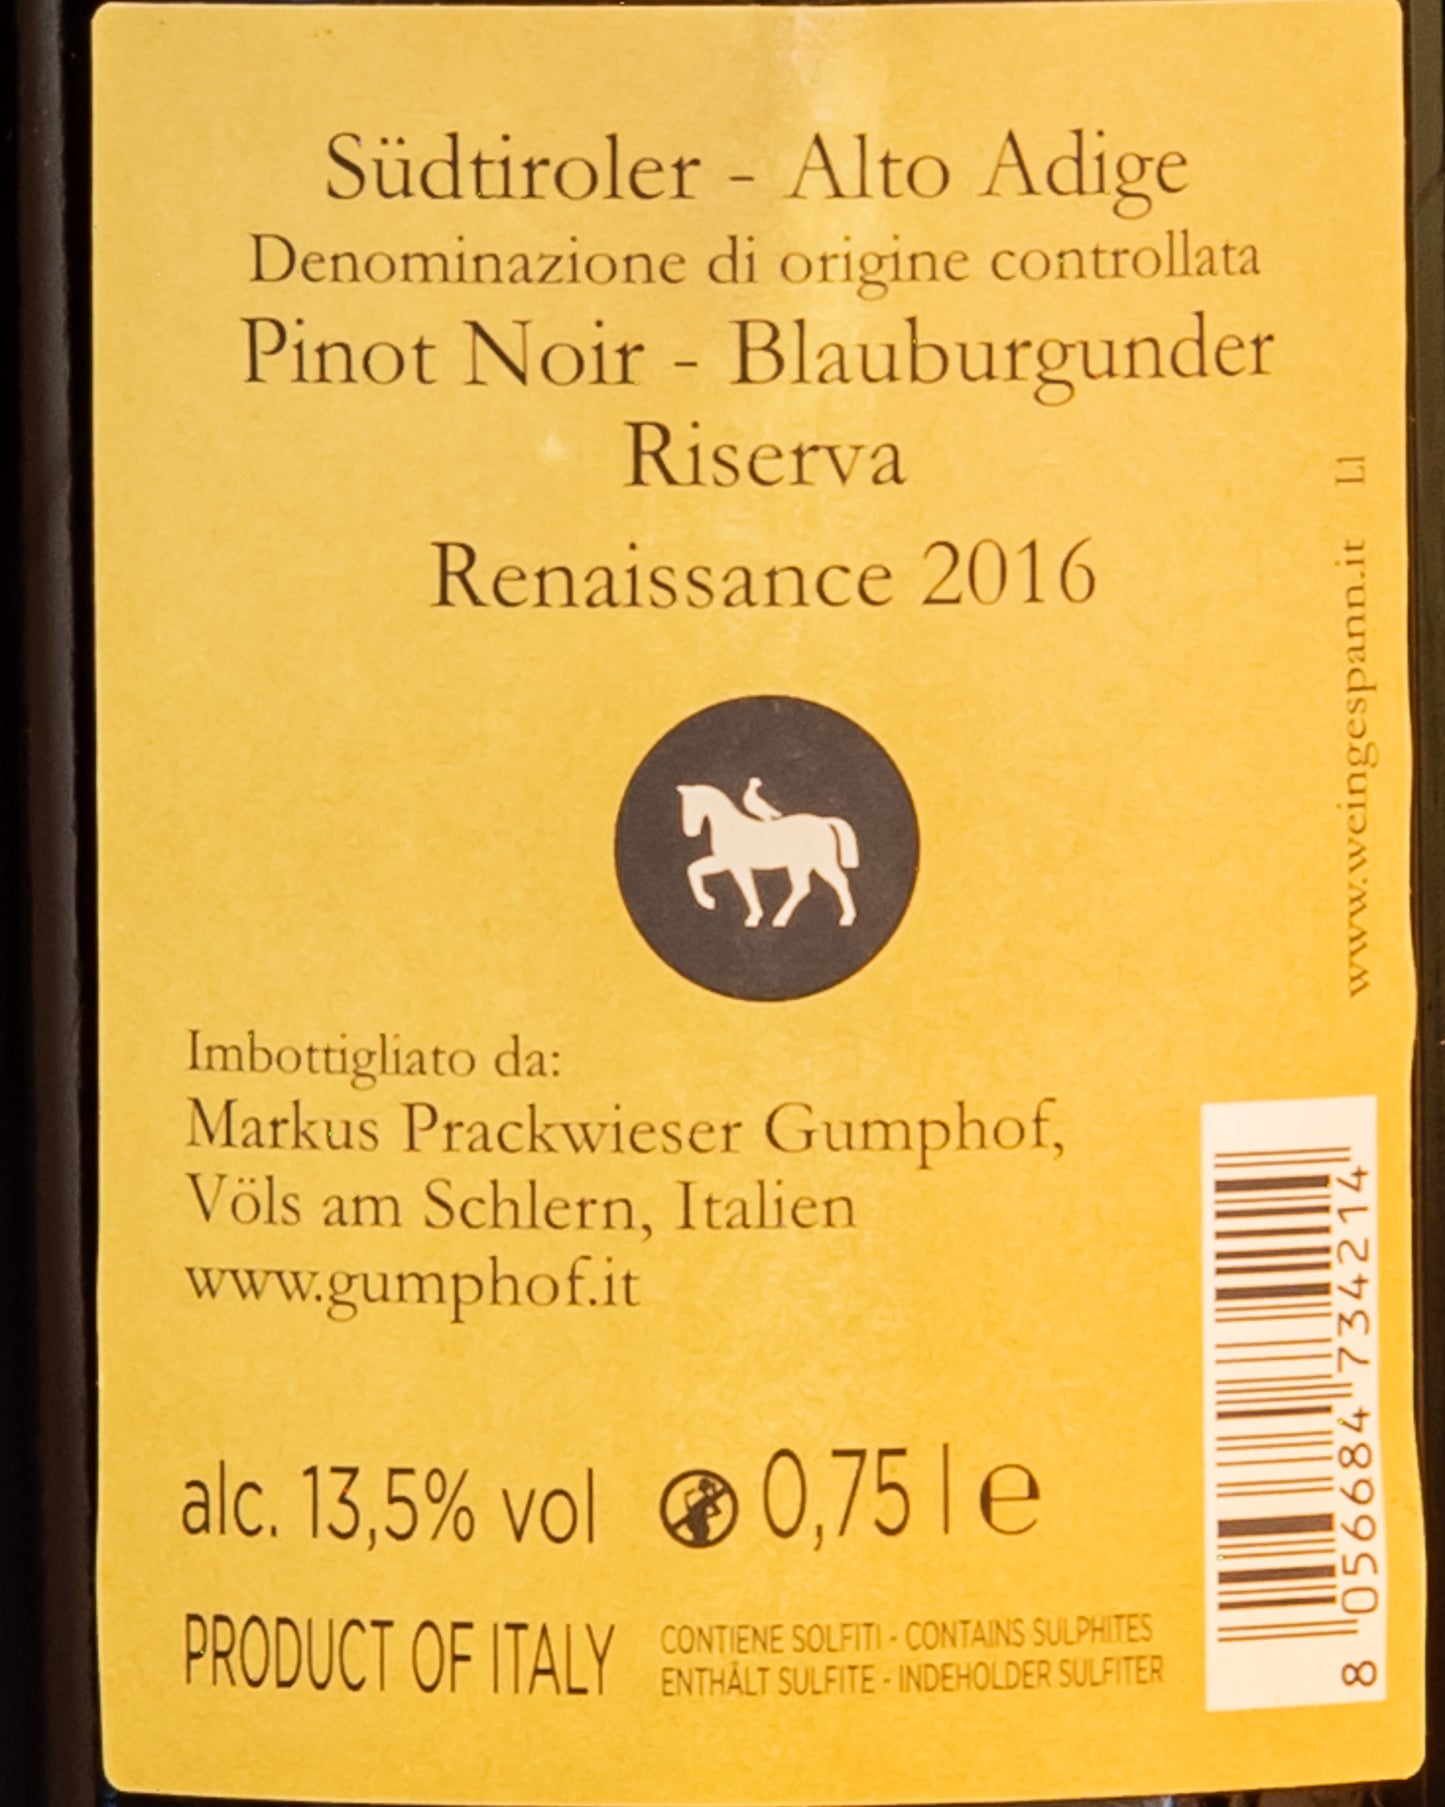 Südtiroler - Alto Adige
Denominazione di origine controllata
Pinot Noir - Blauburgunder
Riserva
Renaissance 2016
www.weingespann.it L1
Imbottigliato da:
Markus Prackwieser Gumphof,
Völs am Schlern, Italien
www.gumphof.it
alc. 13,5% vol 0,75 l e
PRODUCT OF ITALY
CONTIENE SOLFITI - CONTAINS SULPHITES
ENTHÄLT SULFITE - INDEHOLDER SULFITER
8 056684 734214